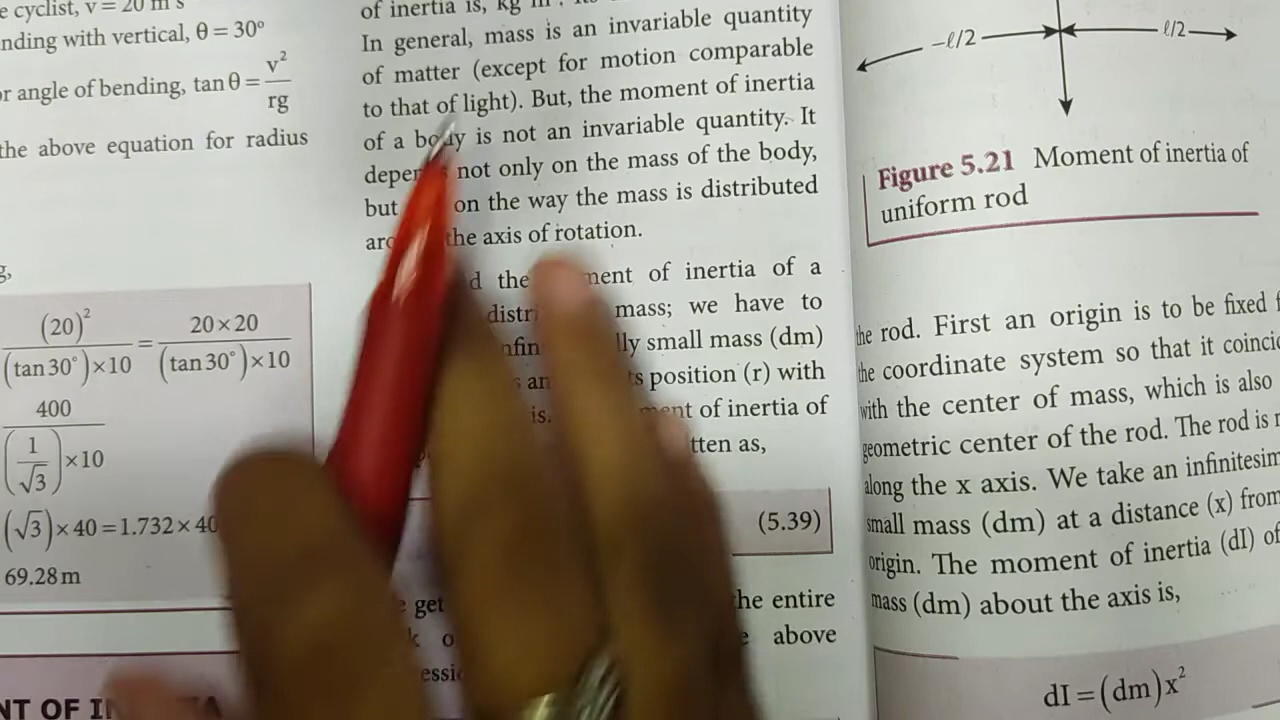 e cyclist, v = 20 m s
nding with vertical, θ = 30°
r angle of bending, tan θ = v²/rg
the above equation for radius
g,
(20)²/((tan 30°) × 10) = 20 × 20/((tan 30°) × 10)
400/((1/√3) × 10)
(√3) × 40 = 1.732 × 40
69.28 m
NT OF
of inertia is, kg m
In general, mass is an invariable quantity
of matter (except for motion comparable
to that of light). But, the moment of inertia
of a body is not an invariable quantity. It
not only on the mass of the body,
but on the way the mass is distributed
the axis of rotation.
the of inertia of a
mass; we have to
small mass (dm)
position (r) with
is. of inertia of
as,
(5.39)
get the entire
above
-ℓ/2 ℓ/2
Figure 5.21 Moment of inertia of
uniform rod
the rod. First an origin is to be fixed f
the coordinate system so that it coincid
with the center of mass, which is also
geometric center of the rod. The rod is
along the x axis. We take an infinitesim
small mass (dm) at a distance (x) from
origin. The moment of inertia (dI) of
mass (dm) about the axis is,
dI = (dm)x²